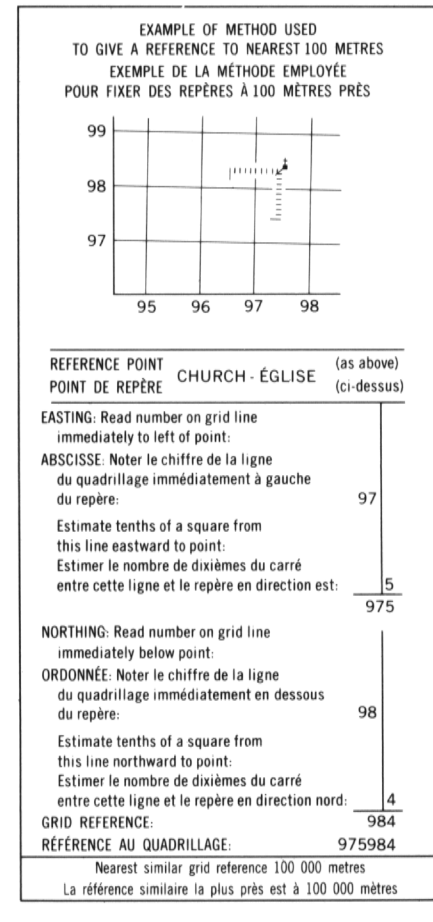 EXAMPLE OF METHOD USED
TO GIVE A REFERENCE TO NEAREST 100 METRES
EXEMPLE DE LA MÉTHODE EMPLOYÉE
POUR FIXER DES REPÈRES À 100 MÈTRES PRÈS
99
98
97
95 96 97 98
REFERENCE POINT
POINT DE REPÈRE
CHURCH - ÉGLISE
(as above)
(ci-dessus)
EASTING: Read number on grid line
immediately to left of point:
ABSCISSE: Noter le chiffre de la ligne
du quadrillage immédiatement à gauche
du repère: 97
Estimate tenths of a square from
this line eastward to point:
Estimer le nombre de dixièmes du carré
entre cette ligne et le repère en direction est: 5
975
NORTHING: Read number on grid line
immediately below point:
ORDONNÉE: Noter le chiffre de la ligne
du quadrillage immédiatement en dessous
du repère: 98
Estimate tenths of a square from
this line northward to point:
Estimer le nombre de dixièmes du carré
entre cette ligne et le repère en direction nord: 4
GRID REFERENCE: 984
RÉFÉRENCE AU QUADRILLAGE: 975984
Nearest similar grid reference 100 000 metres
La référence similaire la plus près est à 100 000 mètres